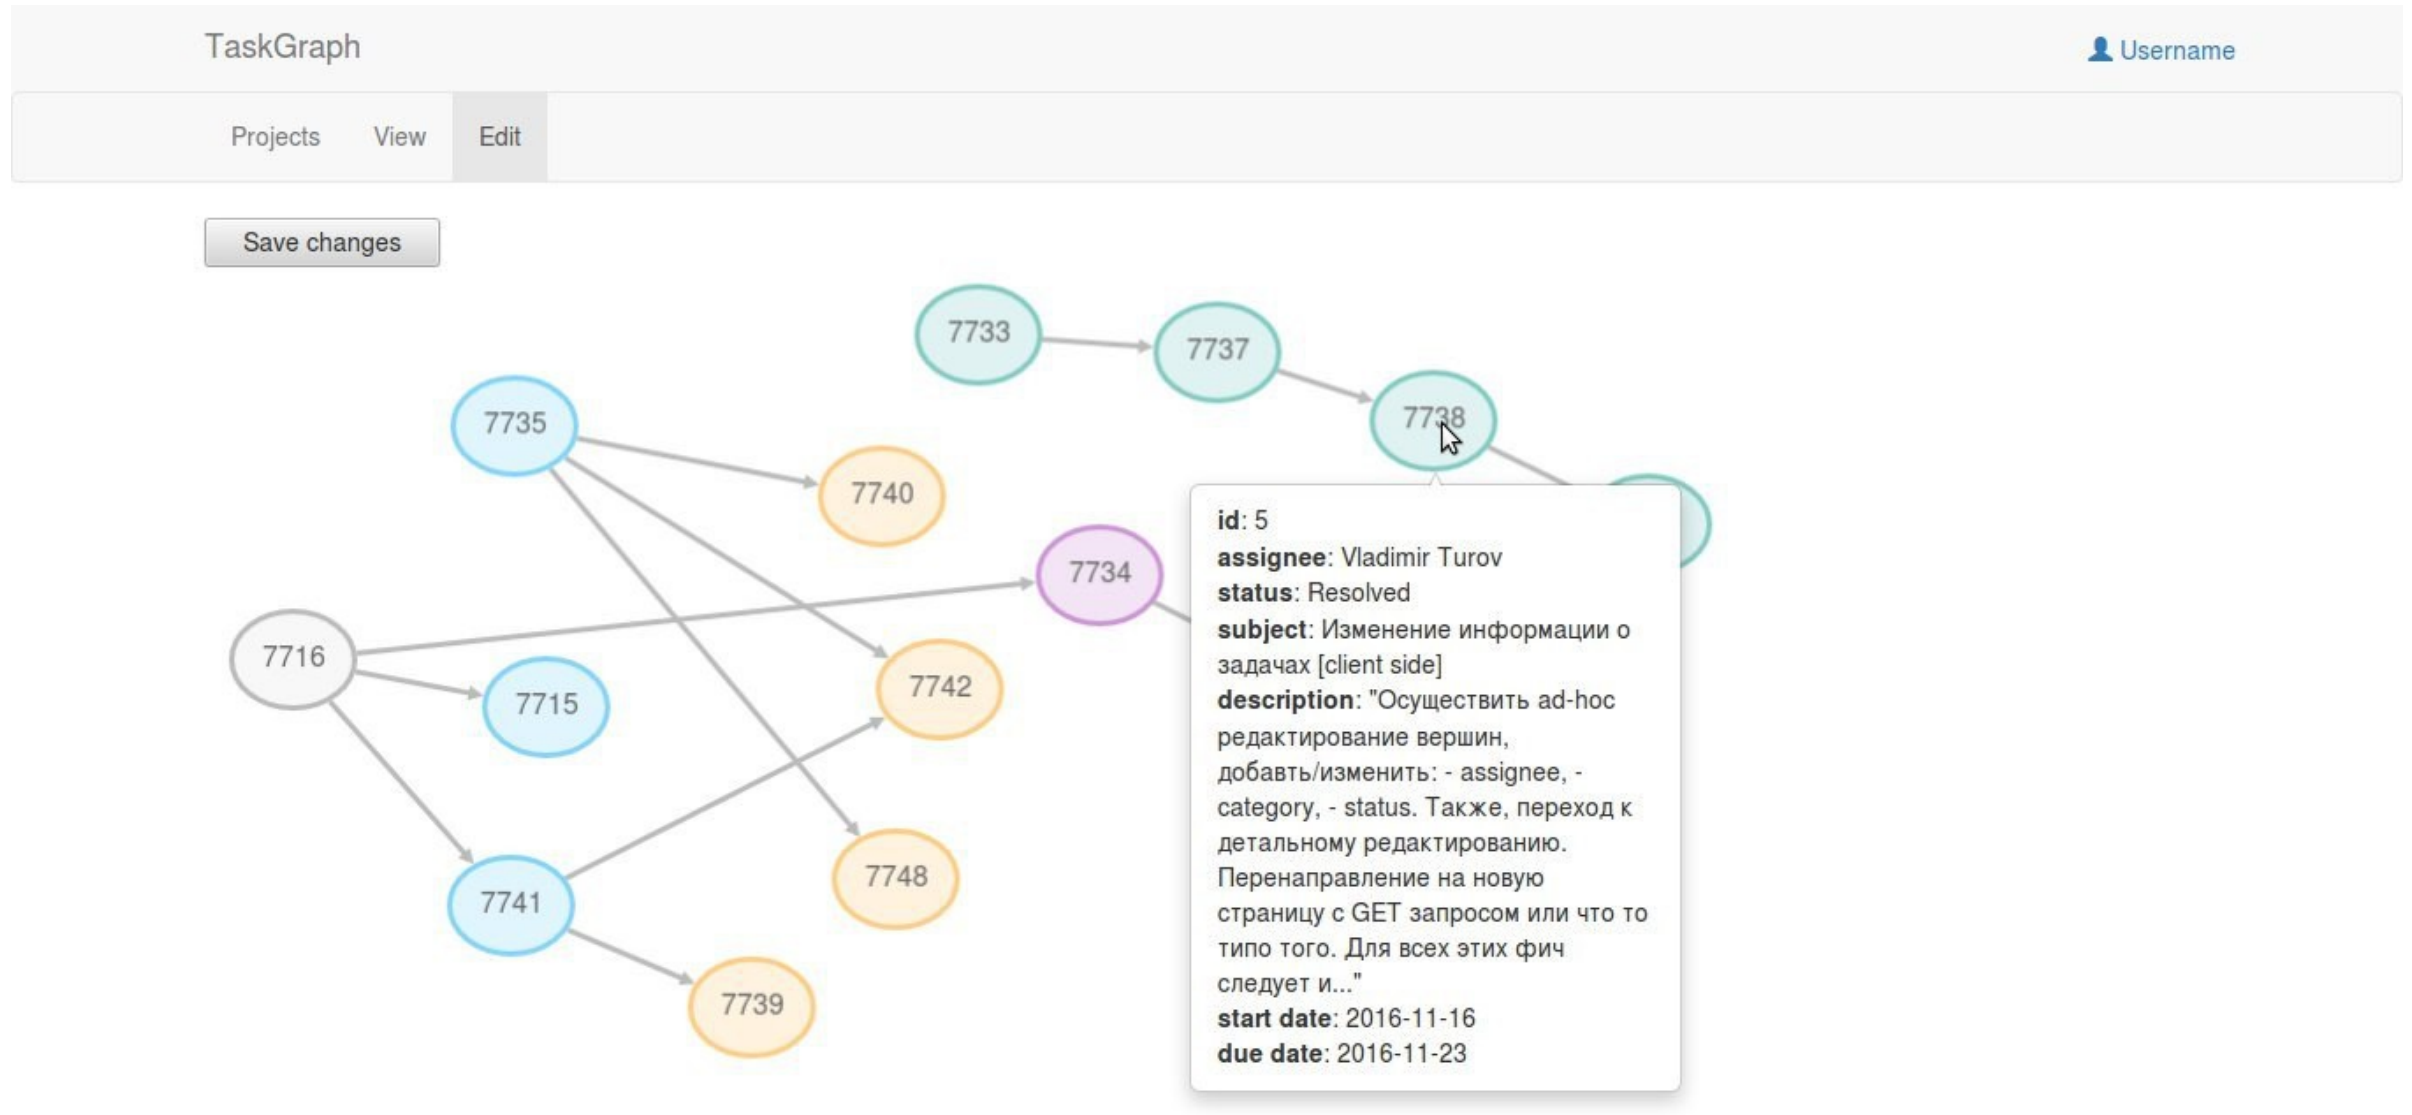 TaskGraph
Username
Projects
View
Edit
Save changes
7733
7737
7738
7735
7740
7734
7716
7715
7742
7741
7748
7739
id: 5
assignee: Vladimir Turov
status: Resolved
subject: Изменение информации о
задачах [client side]
description: "Осуществить ad-hoc
редактирование вершин,
добавть/изменить: - assignee, -
category, - status. Также, переход к
детальному редактированию.
Перенаправление на новую
страницу с GET запросом или что то
типо того. Для всех этих фич
следует и..."
start date: 2016-11-16
due date: 2016-11-23